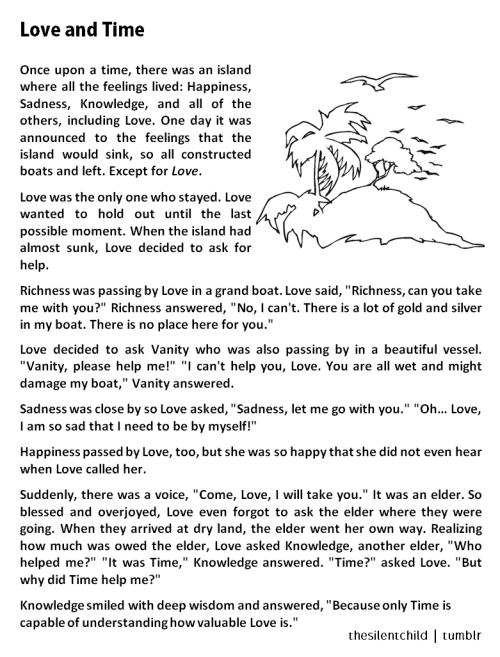 Love and Time
Once upon a time, there was an island
where all the feelings lived: Happiness,
Sadness, Knowledge, and all of the
others, including Love. One day it was
announced to the feelings that the
island would sink, so all constructed
boats and left. Except for Love.
Love was the only one who stayed. Love
wanted to hold out until the last
possible moment. When the island had
almost sunk, Love decided to ask for
help.
Richness was passing by Love in a grand boat. Love said, "Richness, can you take
me with you?" Richness answered, "No, I can't. There is a lot of gold and silver
in my boat. There is no place here for you."
Love decided to ask Vanity who was also passing by in a beautiful vessel.
"Vanity, please help me!" "I can't help you, Love. You are all wet and might
damage my boat," Vanity answered.
Sadness was close by so Love asked, "Sadness, let me go with you." "Oh... Love,
I am so sad that I need to be by myself!"
Happiness passed by Love, too, but she was so happy that she did not even hear
when Love called her.
Suddenly, there was a voice, "Come, Love, I will take you." It was an elder. So
blessed and overjoyed, Love even forgot to ask the elder where they were
going. When they arrived at dry land, the elder went her own way. Realizing
how much was owed the elder, Love asked Knowledge, another elder, "Who
helped me?" "It was Time," Knowledge answered. "Time?" asked Love. "But
why did Time help me?"
Knowledge smiled with deep wisdom and answered, "Because only Time is
capable of understanding how valuable Love is."
thesilentchild | tumblr